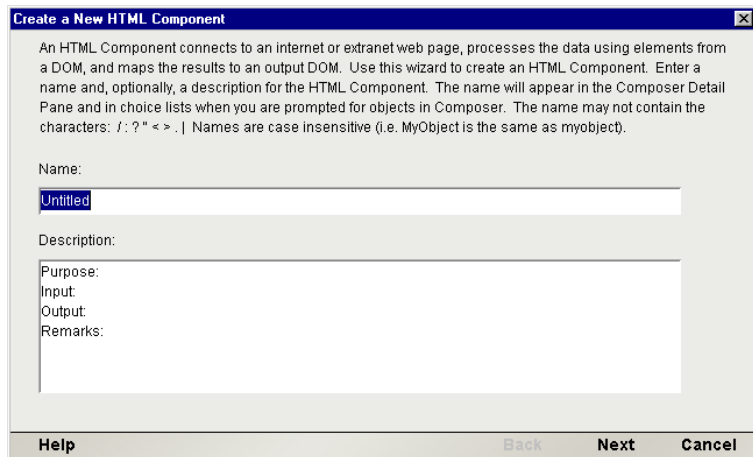 Create a New HTML Component
An HTML Component connects to an internet or extranet web page, processes the data using elements from
a DOM, and maps the results to an output DOM. Use this wizard to create an HTML Component. Enter a
name and, optionally, a description for the HTML Component. The name will appear in the Composer Detail
Pane and in choice lists when you are prompted for objects in Composer. The name may not contain the
characters: / : ? " < > . | Names are case insensitive (i.e. MyObject is the same as myobject).
Name:
Untitled
Description:
Purpose:
Input:
Output:
Remarks:
Help Back Next Cancel